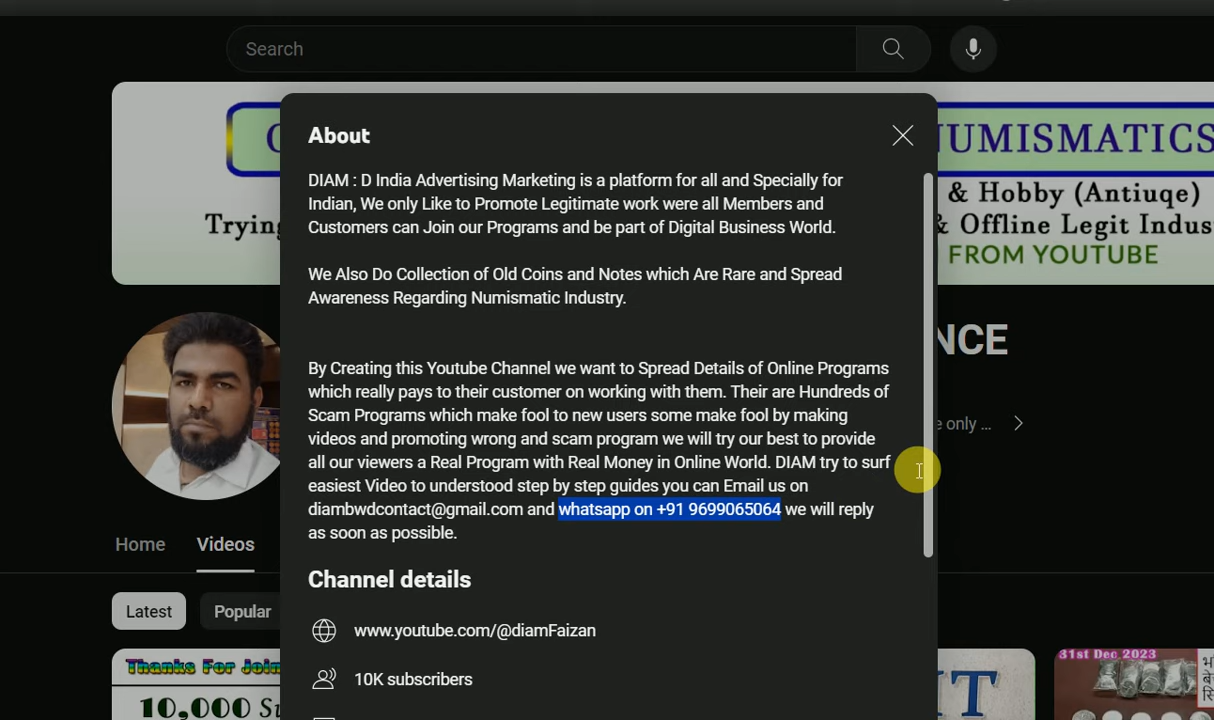 Search
NUMISMATICS
& Hobby (Antiuqe)
Trying
& Offline Legit Indus
FROM YOUTUBE
About
DIAM : D India Advertising Marketing is a platform for all and Specially for
Indian, We only Like to Promote Legitimate work were all Members and
Customers can Join our Programs and be part of Digital Business World.
We Also Do Collection of Old Coins and Notes which Are Rare and Spread
Awareness Regarding Numismatic Industry.
NCE
By Creating this Youtube Channel we want to Spread Details of Online Programs
which really pays to their customer on working with them. Their are Hundreds of
Scam Programs which make fool to new users some make fool by making
e only ...
videos and promoting wrong and scam program we will try our best to provide
all our viewers a Real Program with Real Money in Online World. DIAM try to surf
easiest Video to understood step by step guides you can Email us on
diambwdcontact@gmail.com and whatsapp on +91 9699065064 we will reply
as soon as possible.
Home Videos
Channel details
Latest Popular
www.youtube.com/@diamFaizan
10K subscribers
Thanks For Join
10,000 Su
IT
31st Dec 2023